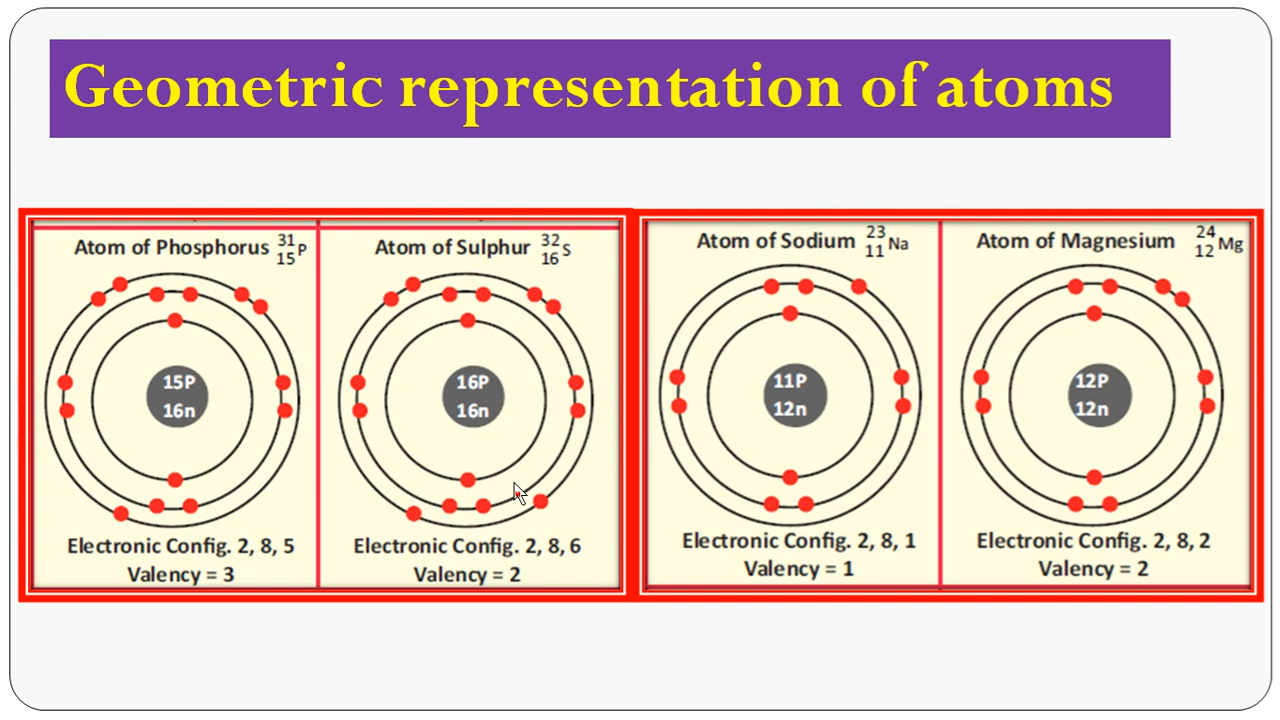 Geometric representation of atoms
Atom of Phosphorus 31 15 P
15P
16n
Electronic Config. 2, 8, 5
Valency = 3
Atom of Sulphur 32 16 S
16P
16n
Electronic Config. 2, 8, 6
Valency = 2
Atom of Sodium 23 11 Na
11P
12n
Electronic Config. 2, 8, 1
Valency = 1
Atom of Magnesium 24 12 Mg
12P
12n
Electronic Config. 2, 8, 2
Valency = 2